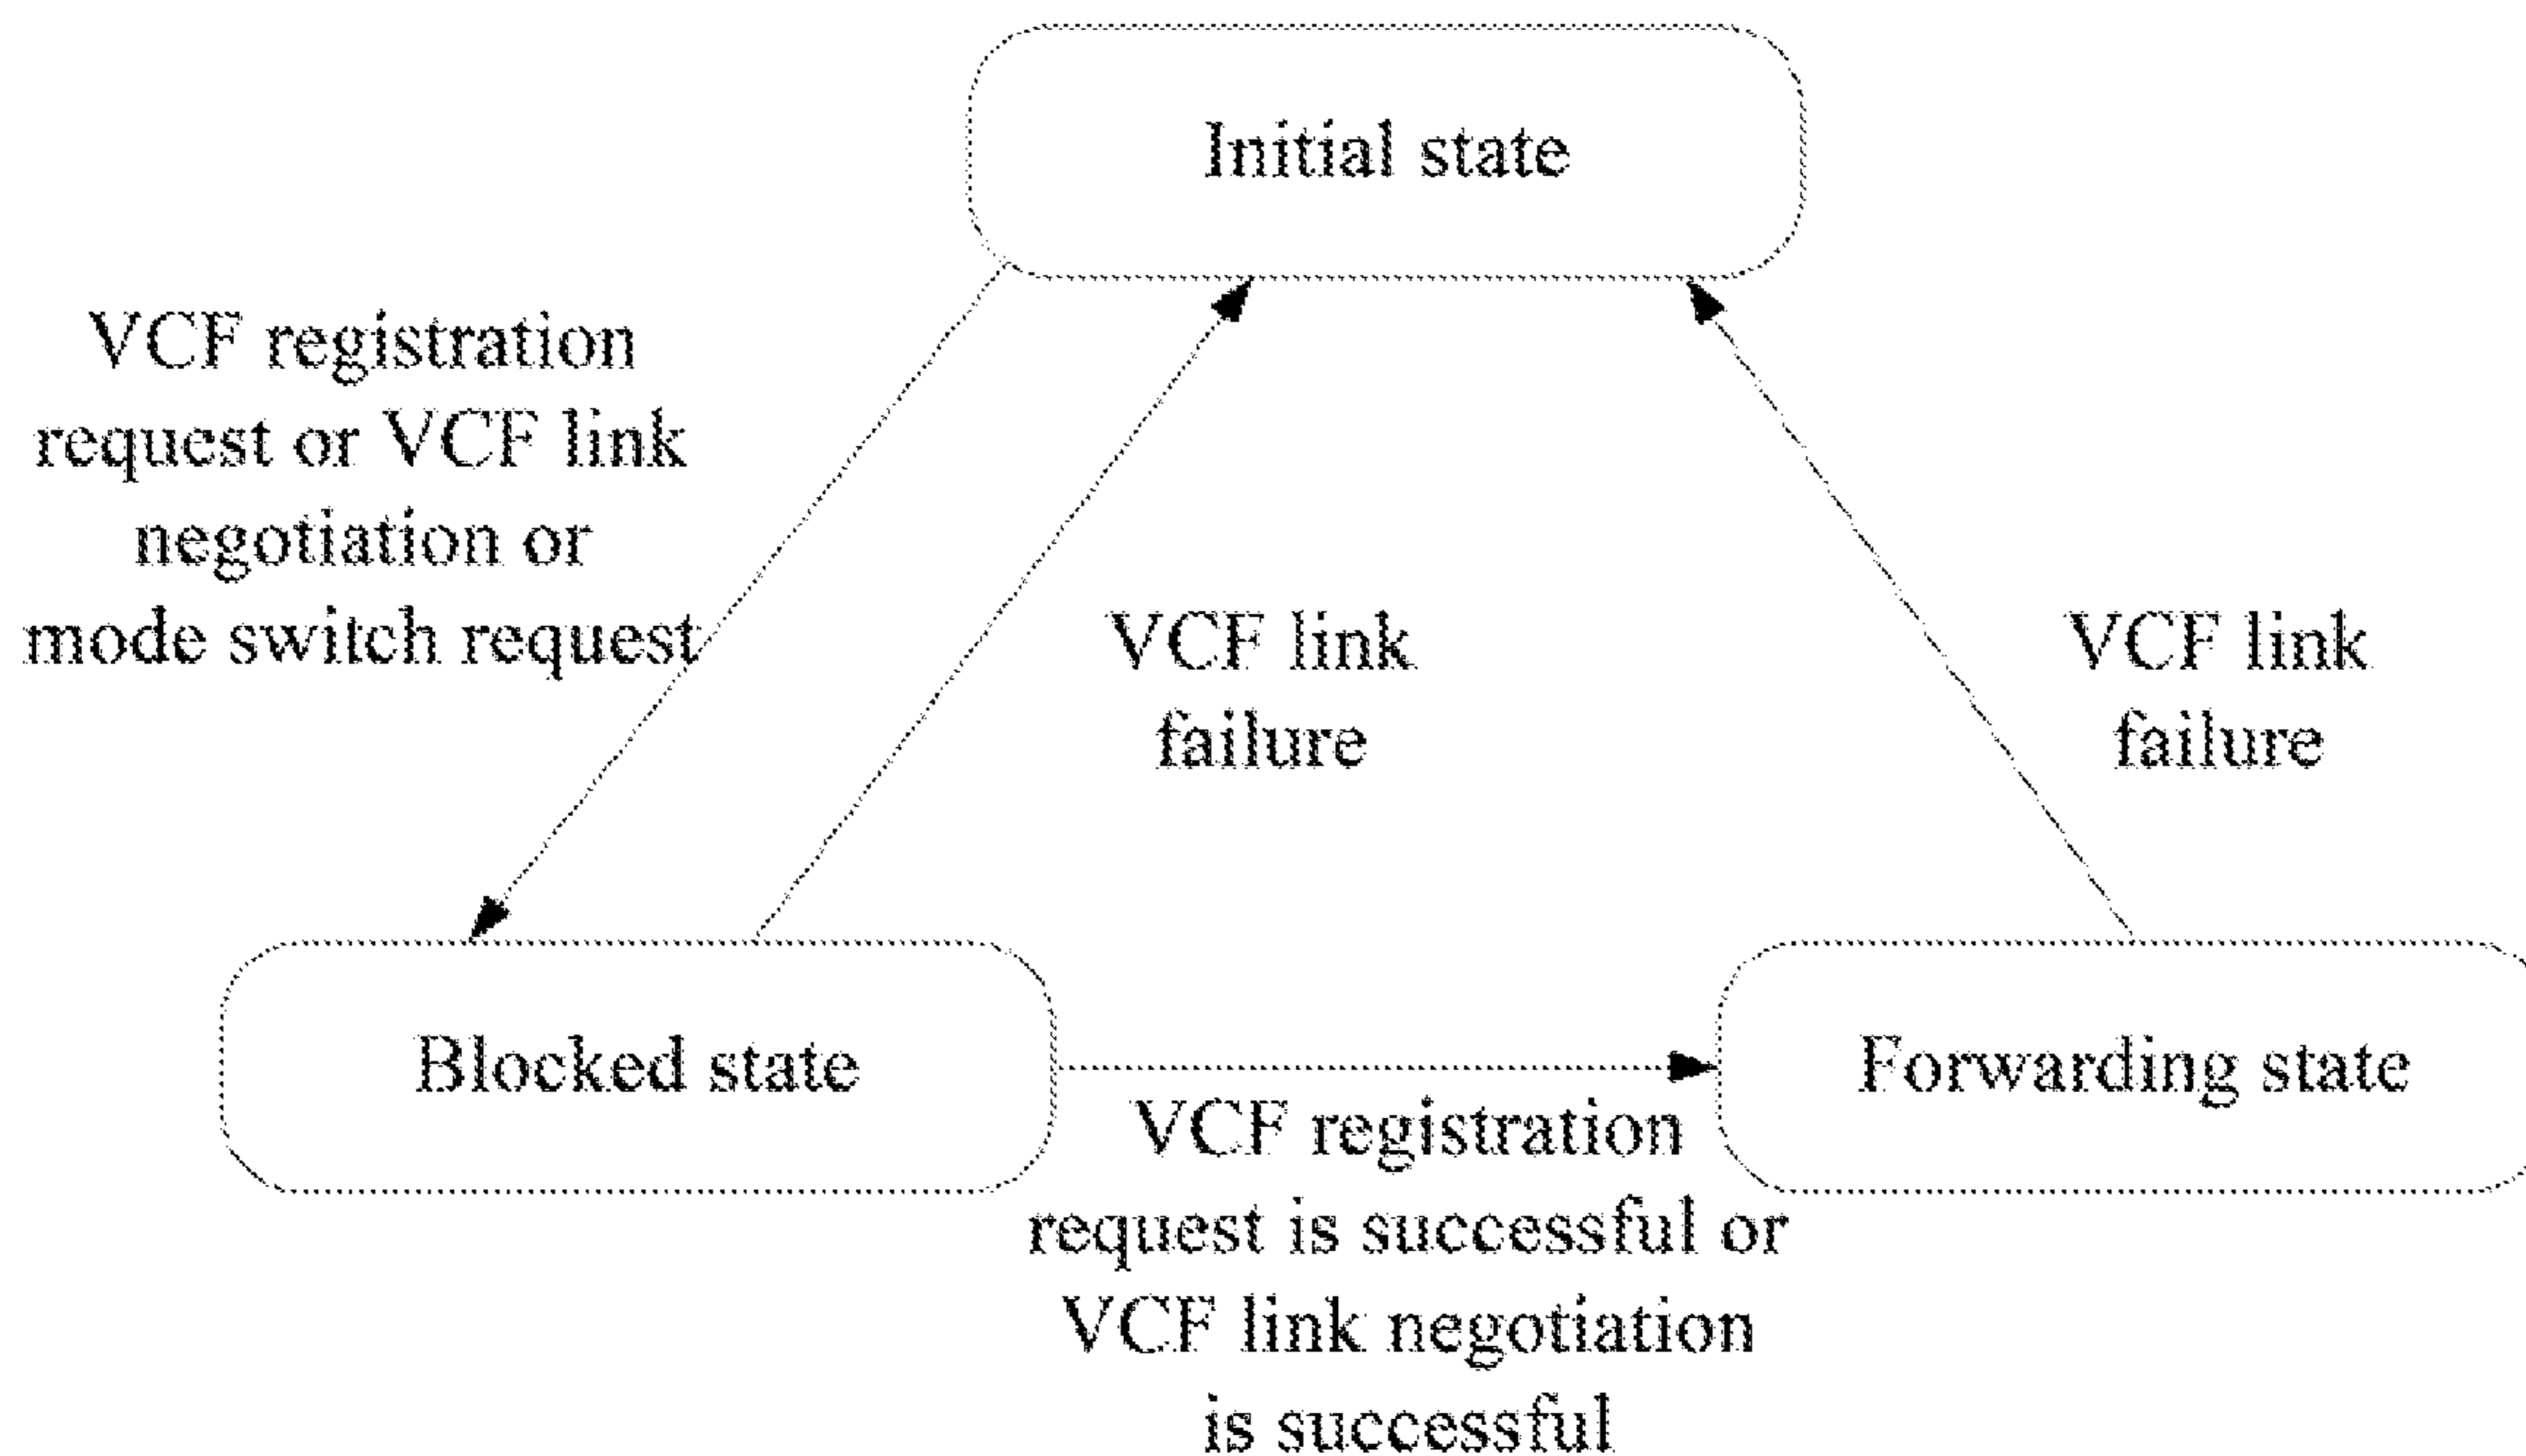 Initial state
VCF registration
request or VCF link
negotiation or
mode switch request
VCF link
failure
VCF link
failure
Blocked state
Forwarding state
VCF registration
request is successful or
VCF link negotiation
is successful